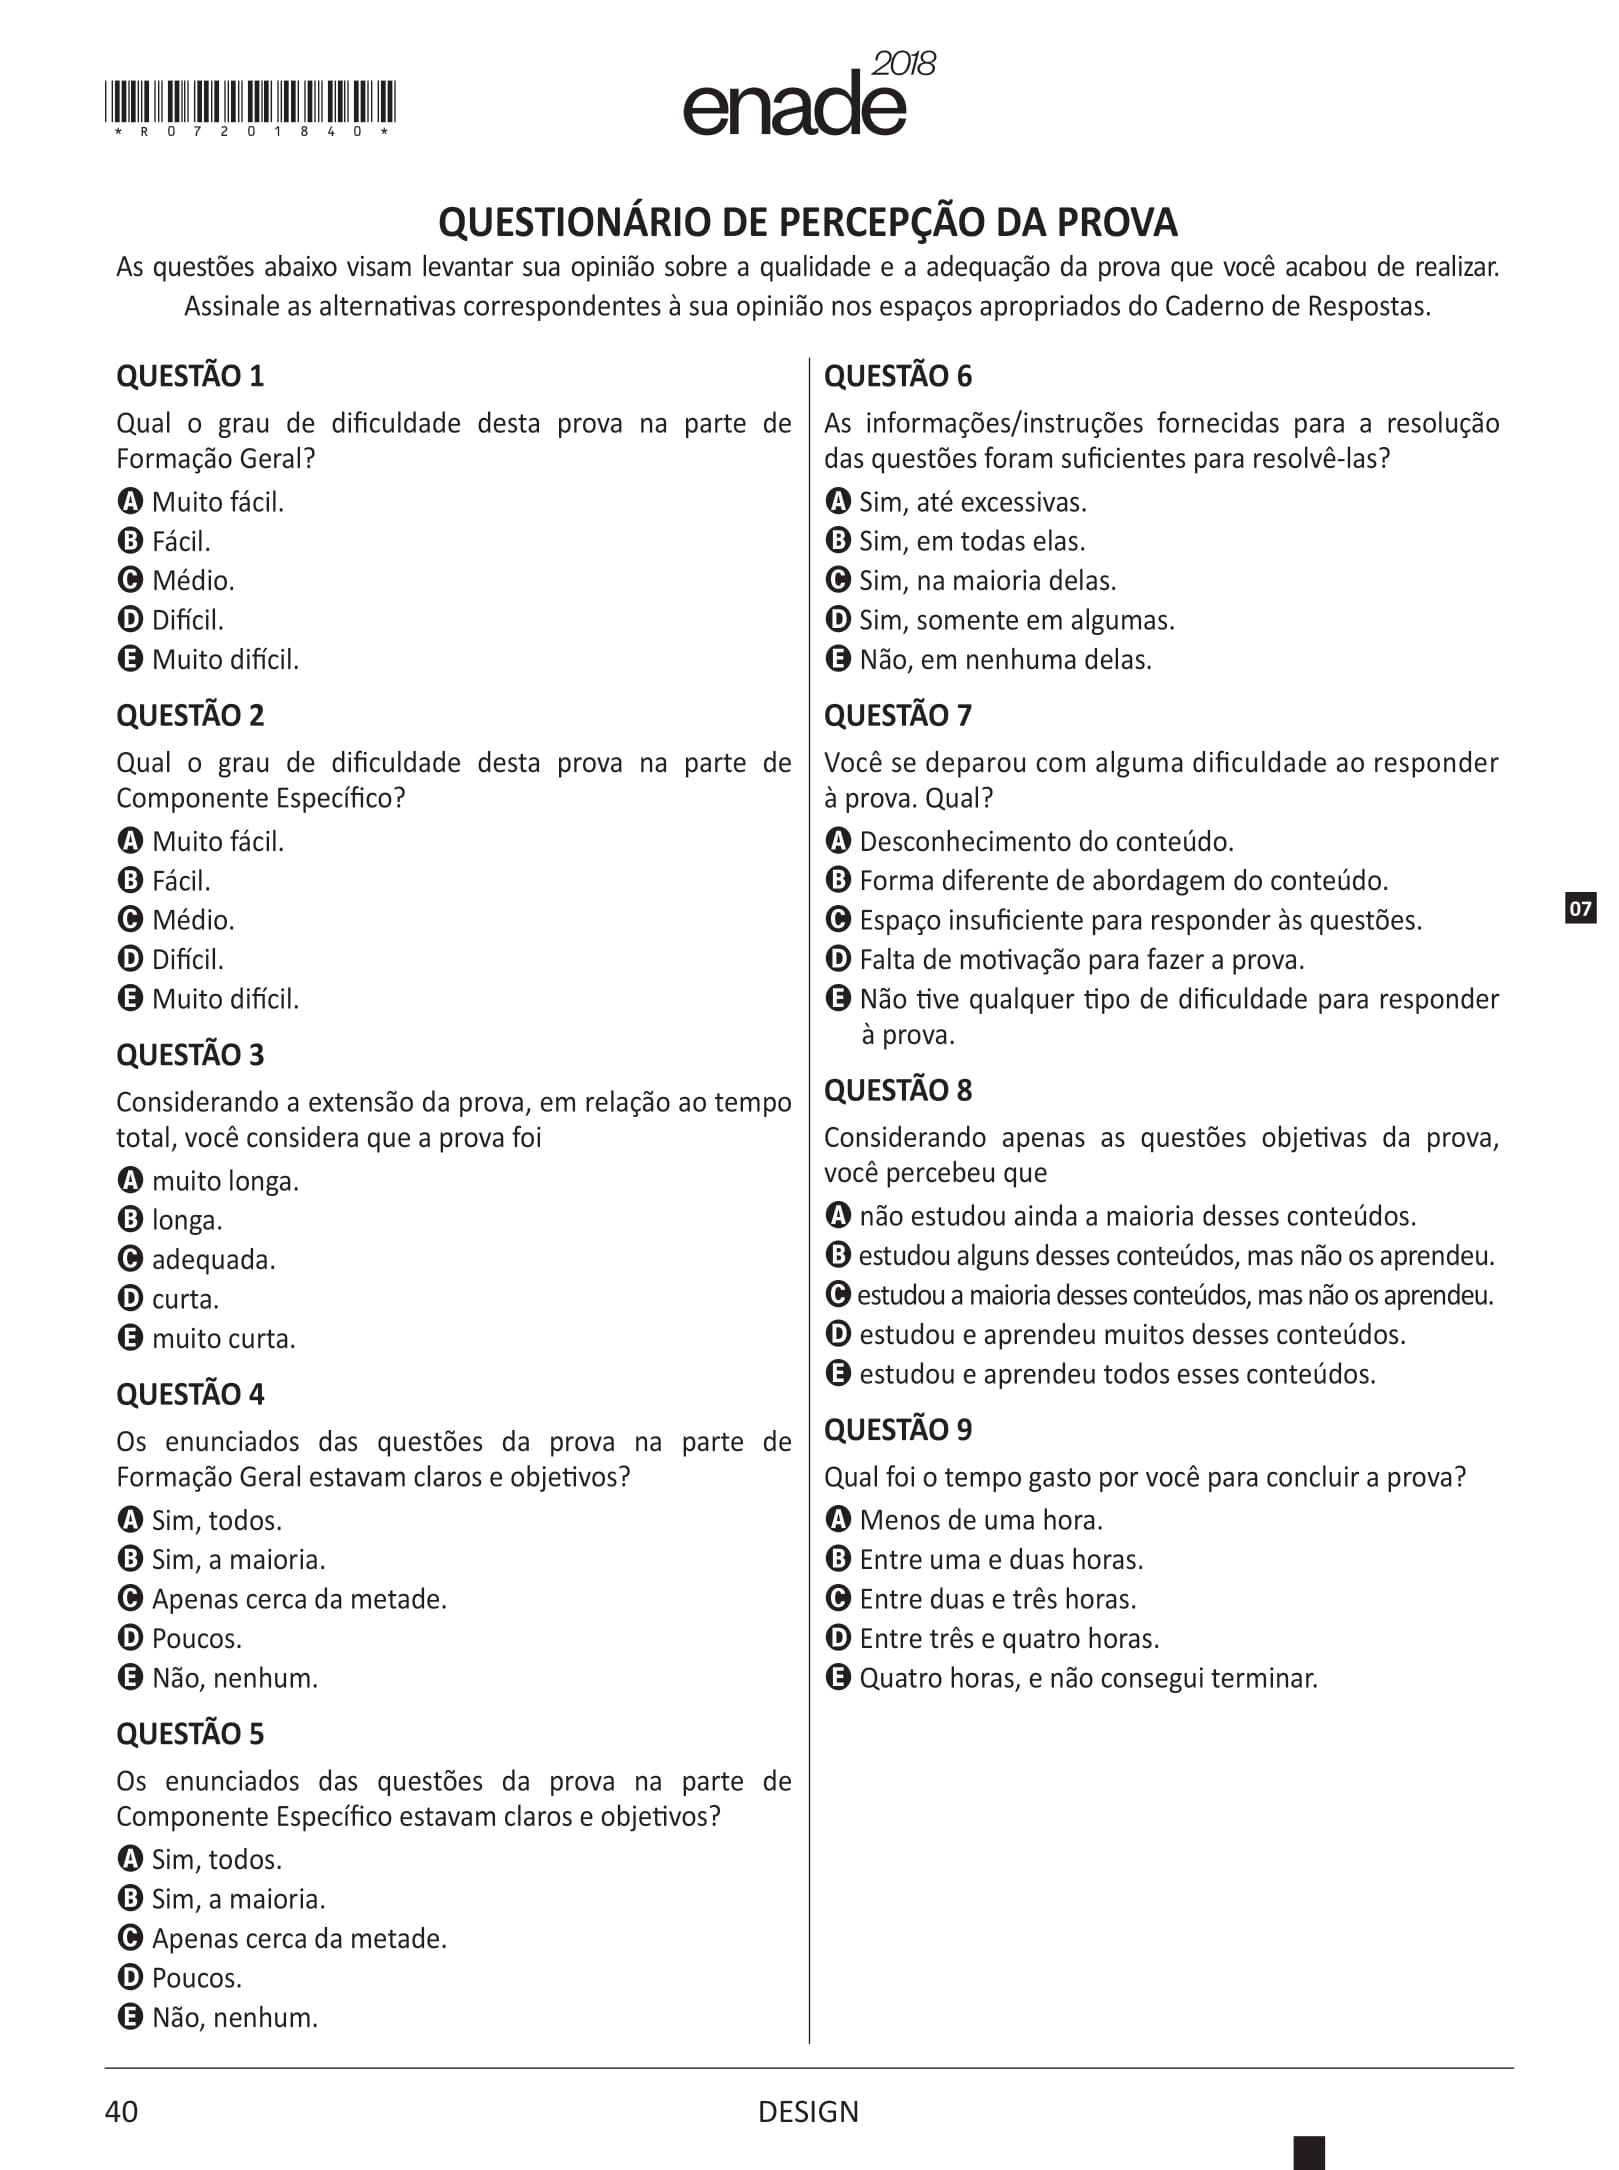 *R07201840*
enade 2018
QUESTIONÁRIO DE PERCEPÇÃO DA PROVA
As questões abaixo visam levantar sua opinião sobre a qualidade e a adequação da prova que você acabou de realizar.
Assinale as alternativas correspondentes à sua opinião nos espaços apropriados do Caderno de Respostas.
QUESTÃO 1
Qual o grau de dificuldade desta prova na parte de
Formação Geral?
A Muito fácil.
B Fácil.
C Médio.
D Difícil.
E Muito difícil.
QUESTÃO 2
Qual o grau de dificuldade desta prova na parte de
Componente Específico?
A Muito fácil.
B Fácil.
C Médio.
D Difícil.
E Muito difícil.
QUESTÃO 3
Considerando a extensão da prova, em relação ao tempo
total, você considera que a prova foi
A muito longa.
B longa.
C adequada.
D curta.
E muito curta.
QUESTÃO 4
Os enunciados das questões da prova na parte de
Formação Geral estavam claros e objetivos?
A Sim, todos.
B Sim, a maioria.
C Apenas cerca da metade.
D Poucos.
E Não, nenhum.
QUESTÃO 5
Os enunciados das questões da prova na parte de
Componente Específico estavam claros e objetivos?
A Sim, todos.
B Sim, a maioria.
C Apenas cerca da metade.
D Poucos.
E Não, nenhum.
QUESTÃO 6
As informações/instruções fornecidas para a resolução
das questões foram suficientes para resolvê-las?
A Sim, até excessivas.
B Sim, em todas elas.
C Sim, na maioria delas.
D Sim, somente em algumas.
E Não, em nenhuma delas.
QUESTÃO 7
Você se deparou com alguma dificuldade ao responder
à prova. Qual?
A Desconhecimento do conteúdo.
B Forma diferente de abordagem do conteúdo.
C Espaço insuficiente para responder às questões.
D Falta de motivação para fazer a prova.
E Não tive qualquer tipo de dificuldade para responder
à prova.
QUESTÃO 8
Considerando apenas as questões objetivas da prova,
você percebeu que
A não estudou ainda a maioria desses conteúdos.
B estudou alguns desses conteúdos, mas não os aprendeu.
C estudou a maioria desses conteúdos, mas não os aprendeu.
D estudou e aprendeu muitos desses conteúdos.
E estudou e aprendeu todos esses conteúdos.
QUESTÃO 9
Qual foi o tempo gasto por você para concluir a prova?
A Menos de uma hora.
B Entre uma e duas horas.
C Entre duas e três horas.
D Entre três e quatro horas.
E Quatro horas, e não consegui terminar.
07
40
DESIGN